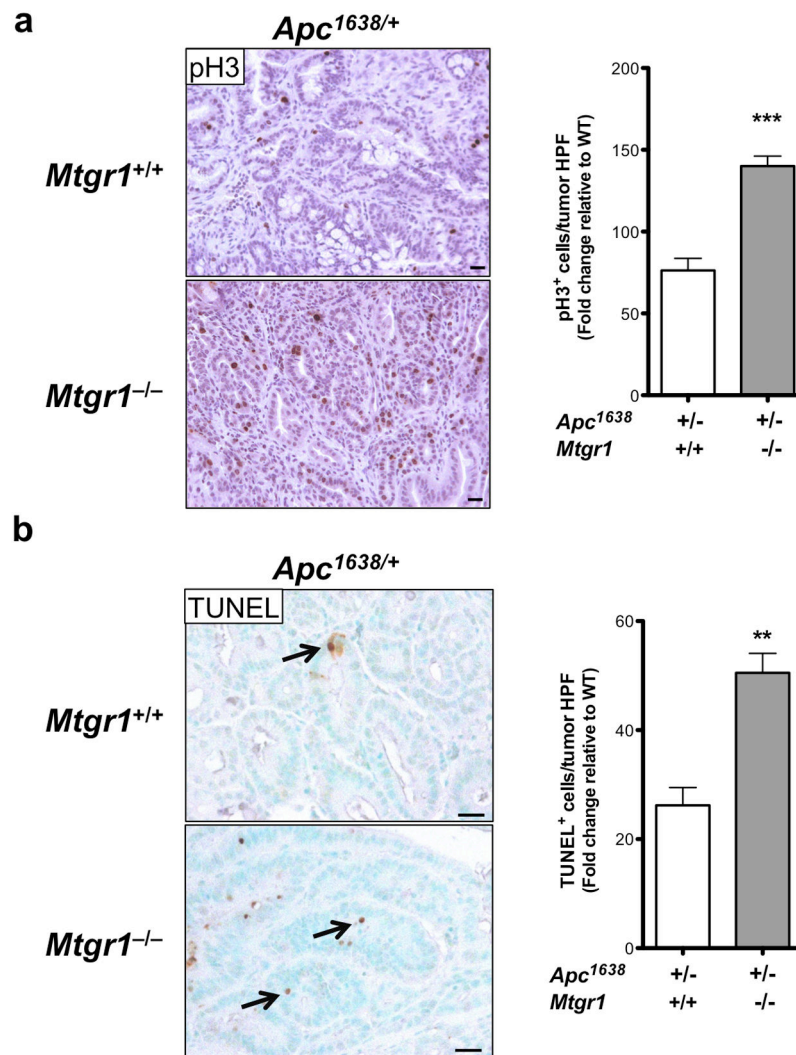 a
Apc1638/+
pH3
Mtgr1+/+
Mtgr1–/–
pH3+ cells/tumor HPF
(Fold change relative to WT)
200
150
100
50
0
***
Apc1638 +/- +/-
Mtgr1 +/+ -/-
b
Apc1638/+
TUNEL
Mtgr1+/+
Mtgr1–/–
TUNEL+ cells/tumor HPF
(Fold change relative to WT)
60
40
20
0
**
Apc1638 +/- +/-
Mtgr1 +/+ -/-